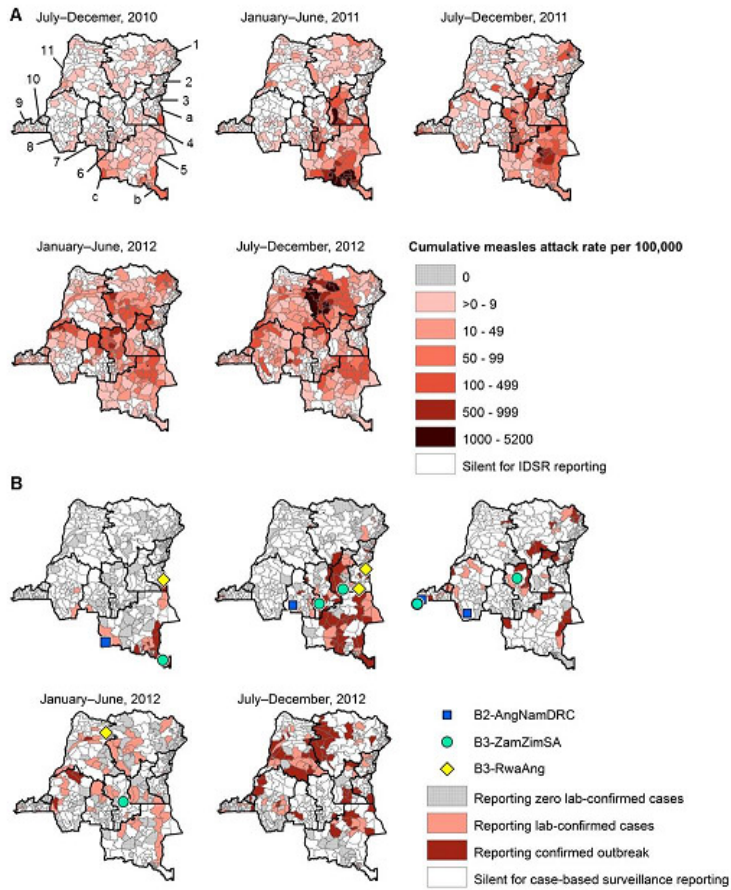 A
July–Decemer, 2010
January–June, 2011
July–December, 2011
11
1
10
2
9
3
a
8
4
7
6
5
c
b
January–June, 2012
July–December, 2012
Cumulative measles attack rate per 100,000
0
>0 - 9
10 - 49
50 - 99
100 - 499
500 - 999
1000 - 5200
Silent for IDSR reporting
B
January–June, 2012
July–December, 2012
B2-AngNamDRC
B3-ZamZimSA
B3-RwaAng
Reporting zero lab-confirmed cases
Reporting lab-confirmed cases
Reporting confirmed outbreak
Silent for case-based surveillance reporting